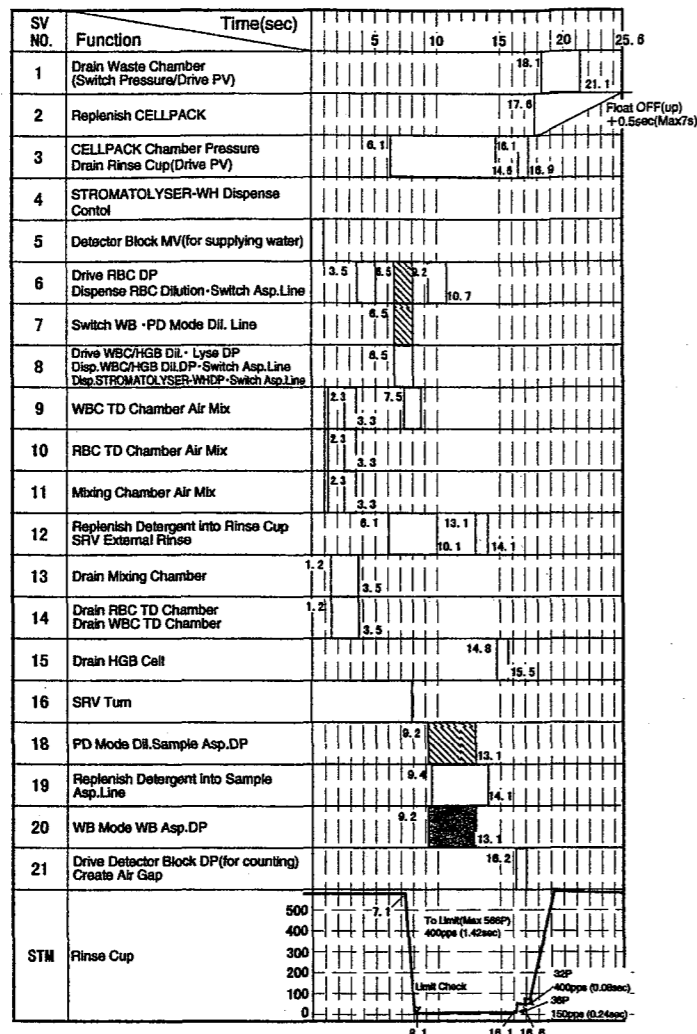 SV NO. Function Time(sec) 5 10 15 20 25.6
1 Drain Waste Chamber (Switch Pressure/Drive PV) 18.1 21.1
2 Replenish CELLPACK 17.6 Float OFF(up) +0.5sec(Max7s)
3 CELLPACK Chamber Pressure 6.1 16.1
Drain Rinse Cup(Drive PV) 14.8 16.9
4 STROMATOLYSER-WH Dispense
Contol
5 Detector Block MV(for supplying water)
6 Drive RBC DP 3.5 6.5 9.2
Dispense RBC Dilution·Switch Asp.Line 10.7
7 Switch WB ·PD Mode Dil. Line 6.5
8 Drive WBC/HGB Dil.· Lyse DP 6.5
Disp.WBC/HGB Dil.DP·Switch Asp.Line
Disp.STROMATOLYSER-WHDP·Switch Asp.Line
9 WBC TD Chamber Air Mix 2.3 7.5
3.3
10 RBC TD Chamber Air Mix 2.3
3.3
11 Mixing Chamber Air Mix 2.3
3.3
12 Replenish Detergent into Rinse Cup 6.1 13.1
SRV External Rinse 10.1 14.1
13 Drain Mixing Chamber 1.2
3.5
14 Drain RBC TD Chamber 1.2
Drain WBC TD Chamber 3.5
15 Drain HGB Cell 14.8
15.5
16 SRV Turn
18 PD Mode Dil.Sample Asp.DP 9.2
13.1
19 Replenish Detergent into Sample 9.4
Asp.Line 14.1
20 WB Mode WB Asp.DP 9.2
13.1
21 Drive Detector Block DP(for counting) 16.2
Create Air Gap
STM Rinse Cup
500 7.1 To Limit(Max 566P)
400 400pps (1.42sec)
300
200 Limit Check 32P
100 400pps (0.08sec)
36P
0 150pps (0.24sec)
8.1 16.1 16.6